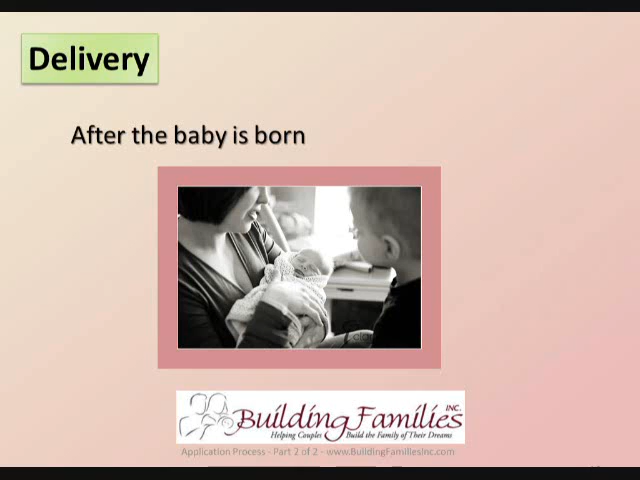 Delivery
After the baby is born
Building Families INC.
Helping Couples Build the Family of Their Dreams
Application Process - Part 2 of 2 - www.BuildingFamiliesInc.com